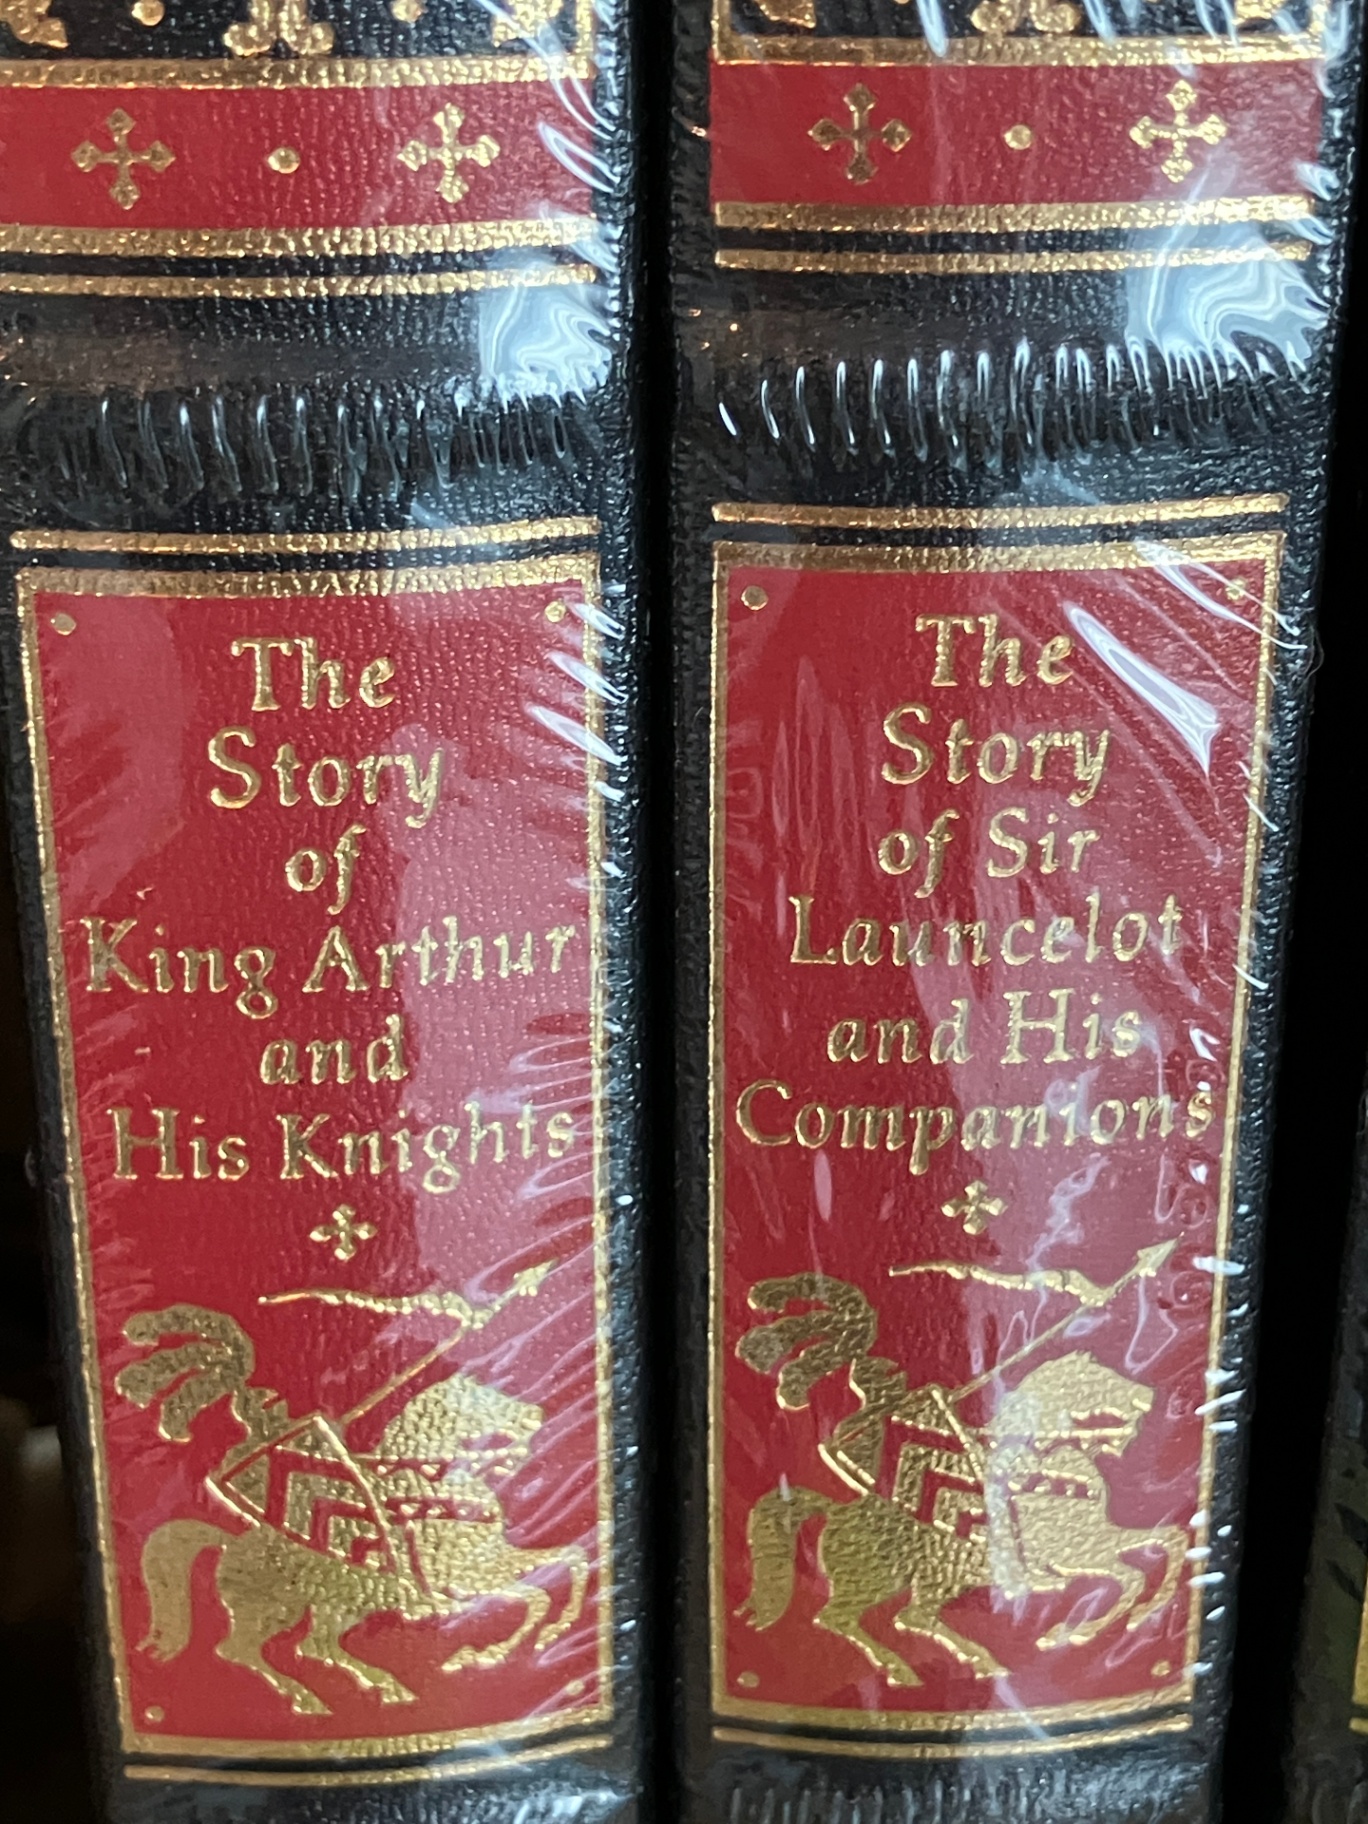 The
Story
of
King Arthur
and
His Knights
The
Story
of Sir
Launcelot
and His
Companions